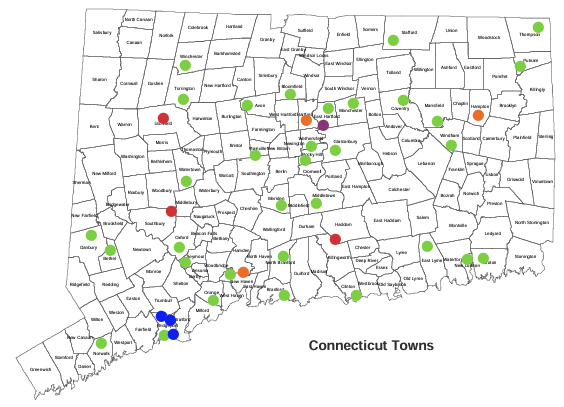 Salisbury
North Canaan
Canaan
Norfolk
Colebrook
Hartland
Granby
Suffield
Enfield
Somers
Stafford
Union
Woodstock
Thompson
East Granby
Windsor Locks
East Windsor
Ellington
Sharon
Cornwall
Goshen
Winchester
Barkhamsted
Simsbury
Windsor
Tolland
Willington
Ashford
Eastford
Pomfret
Putnam
Killingly
Torrington
New Hartford
Canton
Bloomfield
South Windsor
Vernon
Coventry
Mansfield
Chaplin
Hampton
Brooklyn
Kent
Warren
Harwinton
Burlington
Avon
West Hartford
East Hartford
Manchester
Bolton
Andover
Windham
Scotland
Canterbury
Plainfield
Sterling
Morris
Farmington
Washington
Bethlehem
Plymouth
Bristol
New Britain
Newington
Wethersfield
Rocky Hill
Glastonbury
Hebron
Columbia
Lebanon
Franklin
Sprague
Lisbon
Griswold
Voluntown
New Milford
Sherman
Roxbury
Woodbury
Watertown
Waterbury
Wolcott
Southington
Berlin
Cromwell
Portland
Marlborough
East Hampton
Colchester
Bozrah
Norwich
Preston
North Stonington
New Fairfield
Bridgewater
Brookfield
Southbury
Middlebury
Naugatuck
Prospect
Cheshire
Meriden
Middlefield
Middletown
Haddam
East Haddam
Salem
Montville
Ledyard
Stonington
Danbury
Bethel
Newtown
Oxford
Beacon Falls
Bethany
Seymour
Hamden
Wallingford
Durham
North Haven
North Branford
Killingworth
Chester
Deep River
Essex
Lyme
East Lyme
Waterford
New London
Groton
Ridgefield
Redding
Monroe
Shelton
Woodbridge
New Haven
East Haven
Branford
Guilford
Madison
Clinton
Westbrook
Old Saybrook
Old Lyme
Orange
West Haven
Easton
Weston
Wilton
Trumbull
Fairfield
New Canaan
Norwalk
Westport
Stamford
Darien
Greenwich
Connecticut Towns